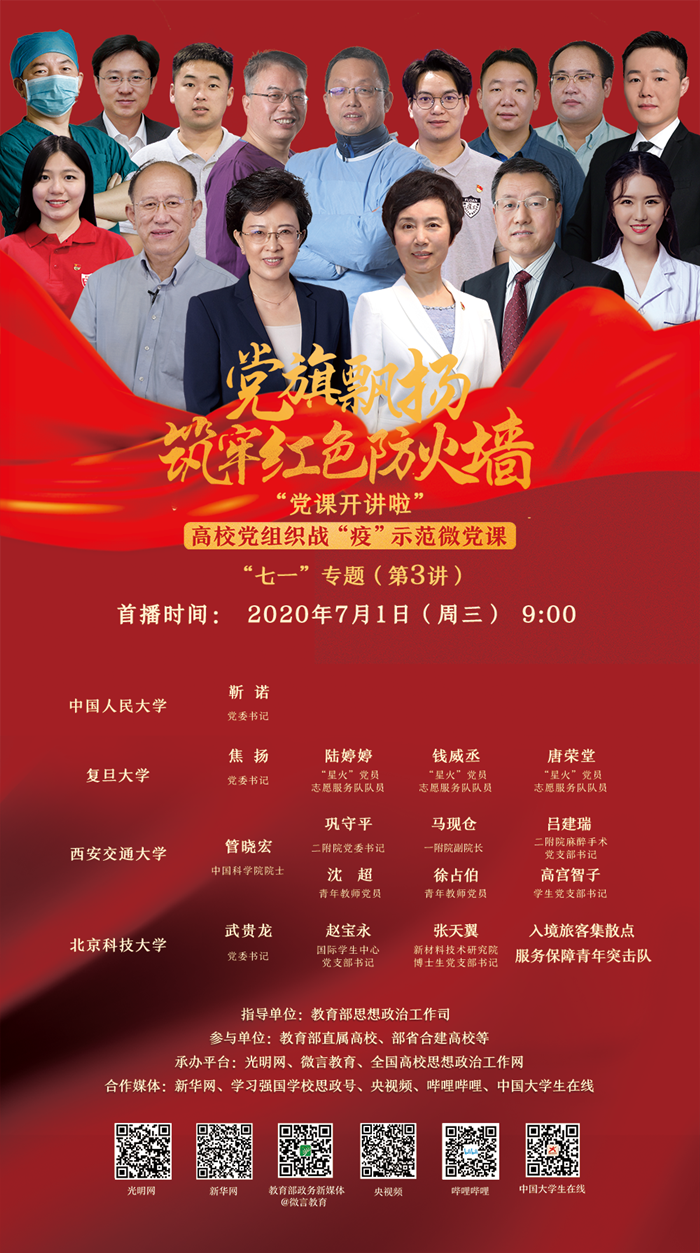 党旗飘扬
筑牢红色防火墙
“党课开讲啦”
高校党组织战“疫”示范微党课
“七一”专题（第3讲）
首播时间： 2020年7月1日（周三） 9:00
中国人民大学
靳 诺
党委书记
复旦大学
焦 扬
党委书记
陆婷婷
“星火”党员
志愿服务队队员
钱威丞
“星火”党员
志愿服务队队员
唐荣堂
“星火”党员
志愿服务队队员
西安交通大学
管晓宏
中国科学院院士
巩守平
二附院党委书记
马现仓
一附院副院长
吕建瑞
二附院麻醉手术
党支部书记
沈 超
青年教师党员
徐占伯
青年教师党员
高宫智子
学生党支部书记
北京科技大学
武贵龙
党委书记
赵宝永
国际学生中心
党支部书记
张天翼
新材料技术研究院
博士生党支部书记
入境旅客集散点
服务保障青年突击队
指导单位：教育部思想政治工作司
参与单位：教育部直属高校、部省合建高校等
承办平台：光明网、微言教育、全国高校思想政治工作网
合作媒体：新华网、学习强国学校思政号、央视频、哔哩哔哩、中国大学生在线
光明网
新华网
教育部政务新媒体
@微言教育
央视频
哔哩哔哩
中国大学生在线